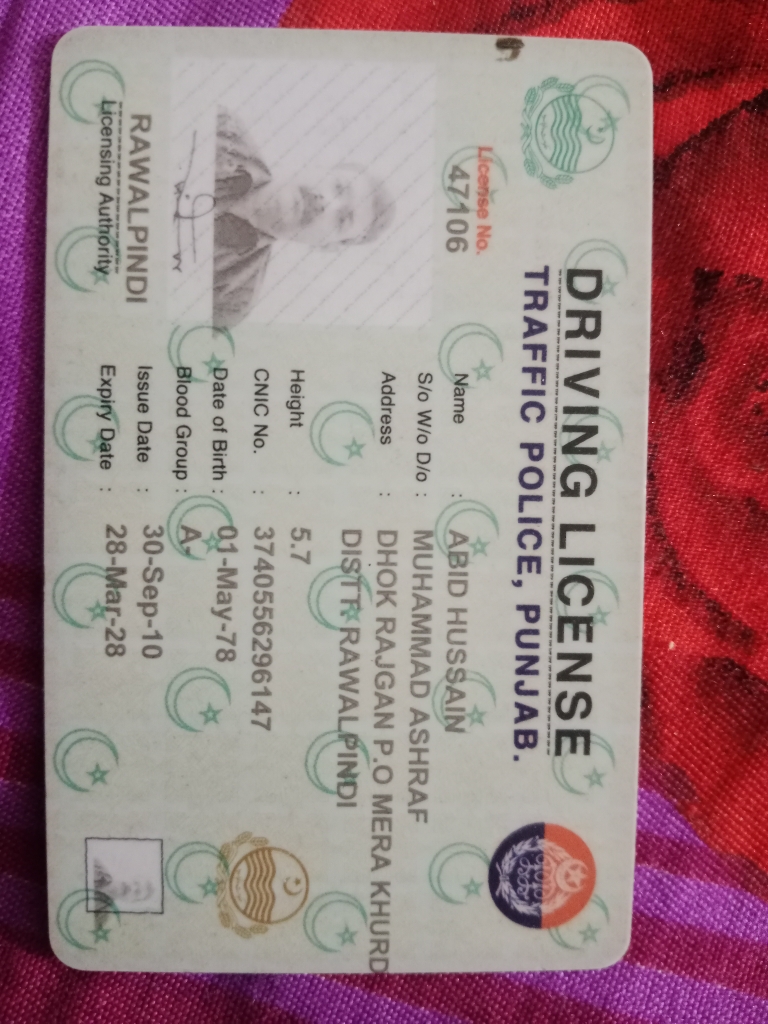 DRIVING LICENSE
TRAFFIC POLICE, PUNJAB.
License No.
47106
Name : ABID HUSSAIN
S/o W/o D/o : MUHAMMAD ASHRAF
Address : DHOK RAJGAN P.O MERA KHURD
DISTT RAWALPINDI
Height : 5.7
CNIC No. : 3740556296147
Date of Birth : 01-May-78
Blood Group : A-
Issue Date : 30-Sep-10
Expiry Date : 28-Mar-28
RAWALPINDI
Licensing Authority